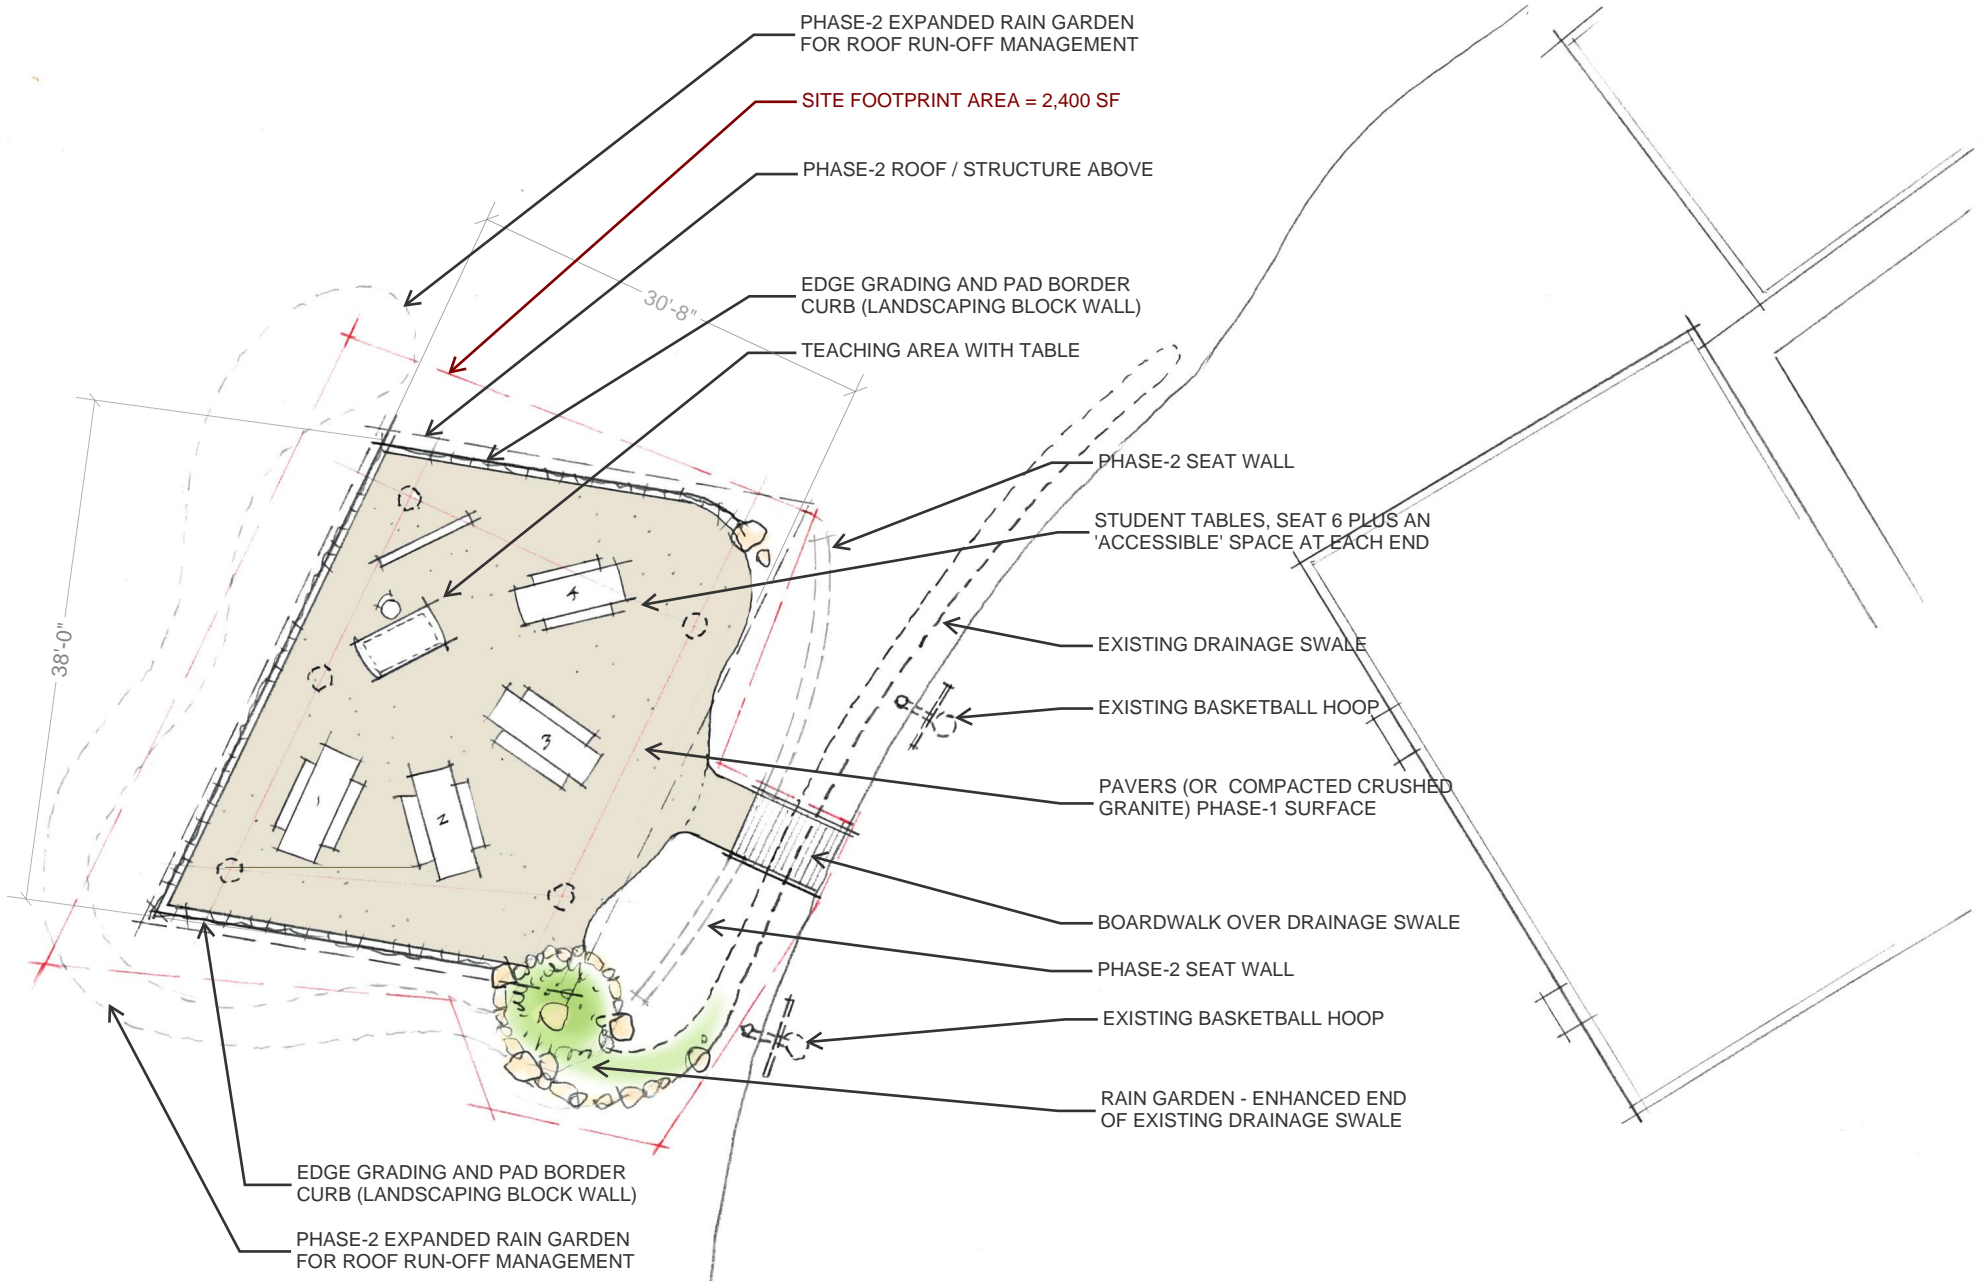 PHASE-2 EXPANDED RAIN GARDEN
FOR ROOF RUN-OFF MANAGEMENT
SITE FOOTPRINT AREA = 2,400 SF
PHASE-2 ROOF / STRUCTURE ABOVE
EDGE GRADING AND PAD BORDER
CURB (LANDSCAPING BLOCK WALL)
30'-8"
TEACHING AREA WITH TABLE
PHASE-2 SEAT WALL
STUDENT TABLES, SEAT 6 PLUS AN
'ACCESSIBLE' SPACE AT EACH END
4
38'-0"
EXISTING DRAINAGE SWALE
EXISTING BASKETBALL HOOP
3
PAVERS (OR COMPACTED CRUSHED
GRANITE) PHASE-1 SURFACE
1
2
BOARDWALK OVER DRAINAGE SWALE
PHASE-2 SEAT WALL
EXISTING BASKETBALL HOOP
RAIN GARDEN - ENHANCED END
OF EXISTING DRAINAGE SWALE
EDGE GRADING AND PAD BORDER
CURB (LANDSCAPING BLOCK WALL)
PHASE-2 EXPANDED RAIN GARDEN
FOR ROOF RUN-OFF MANAGEMENT